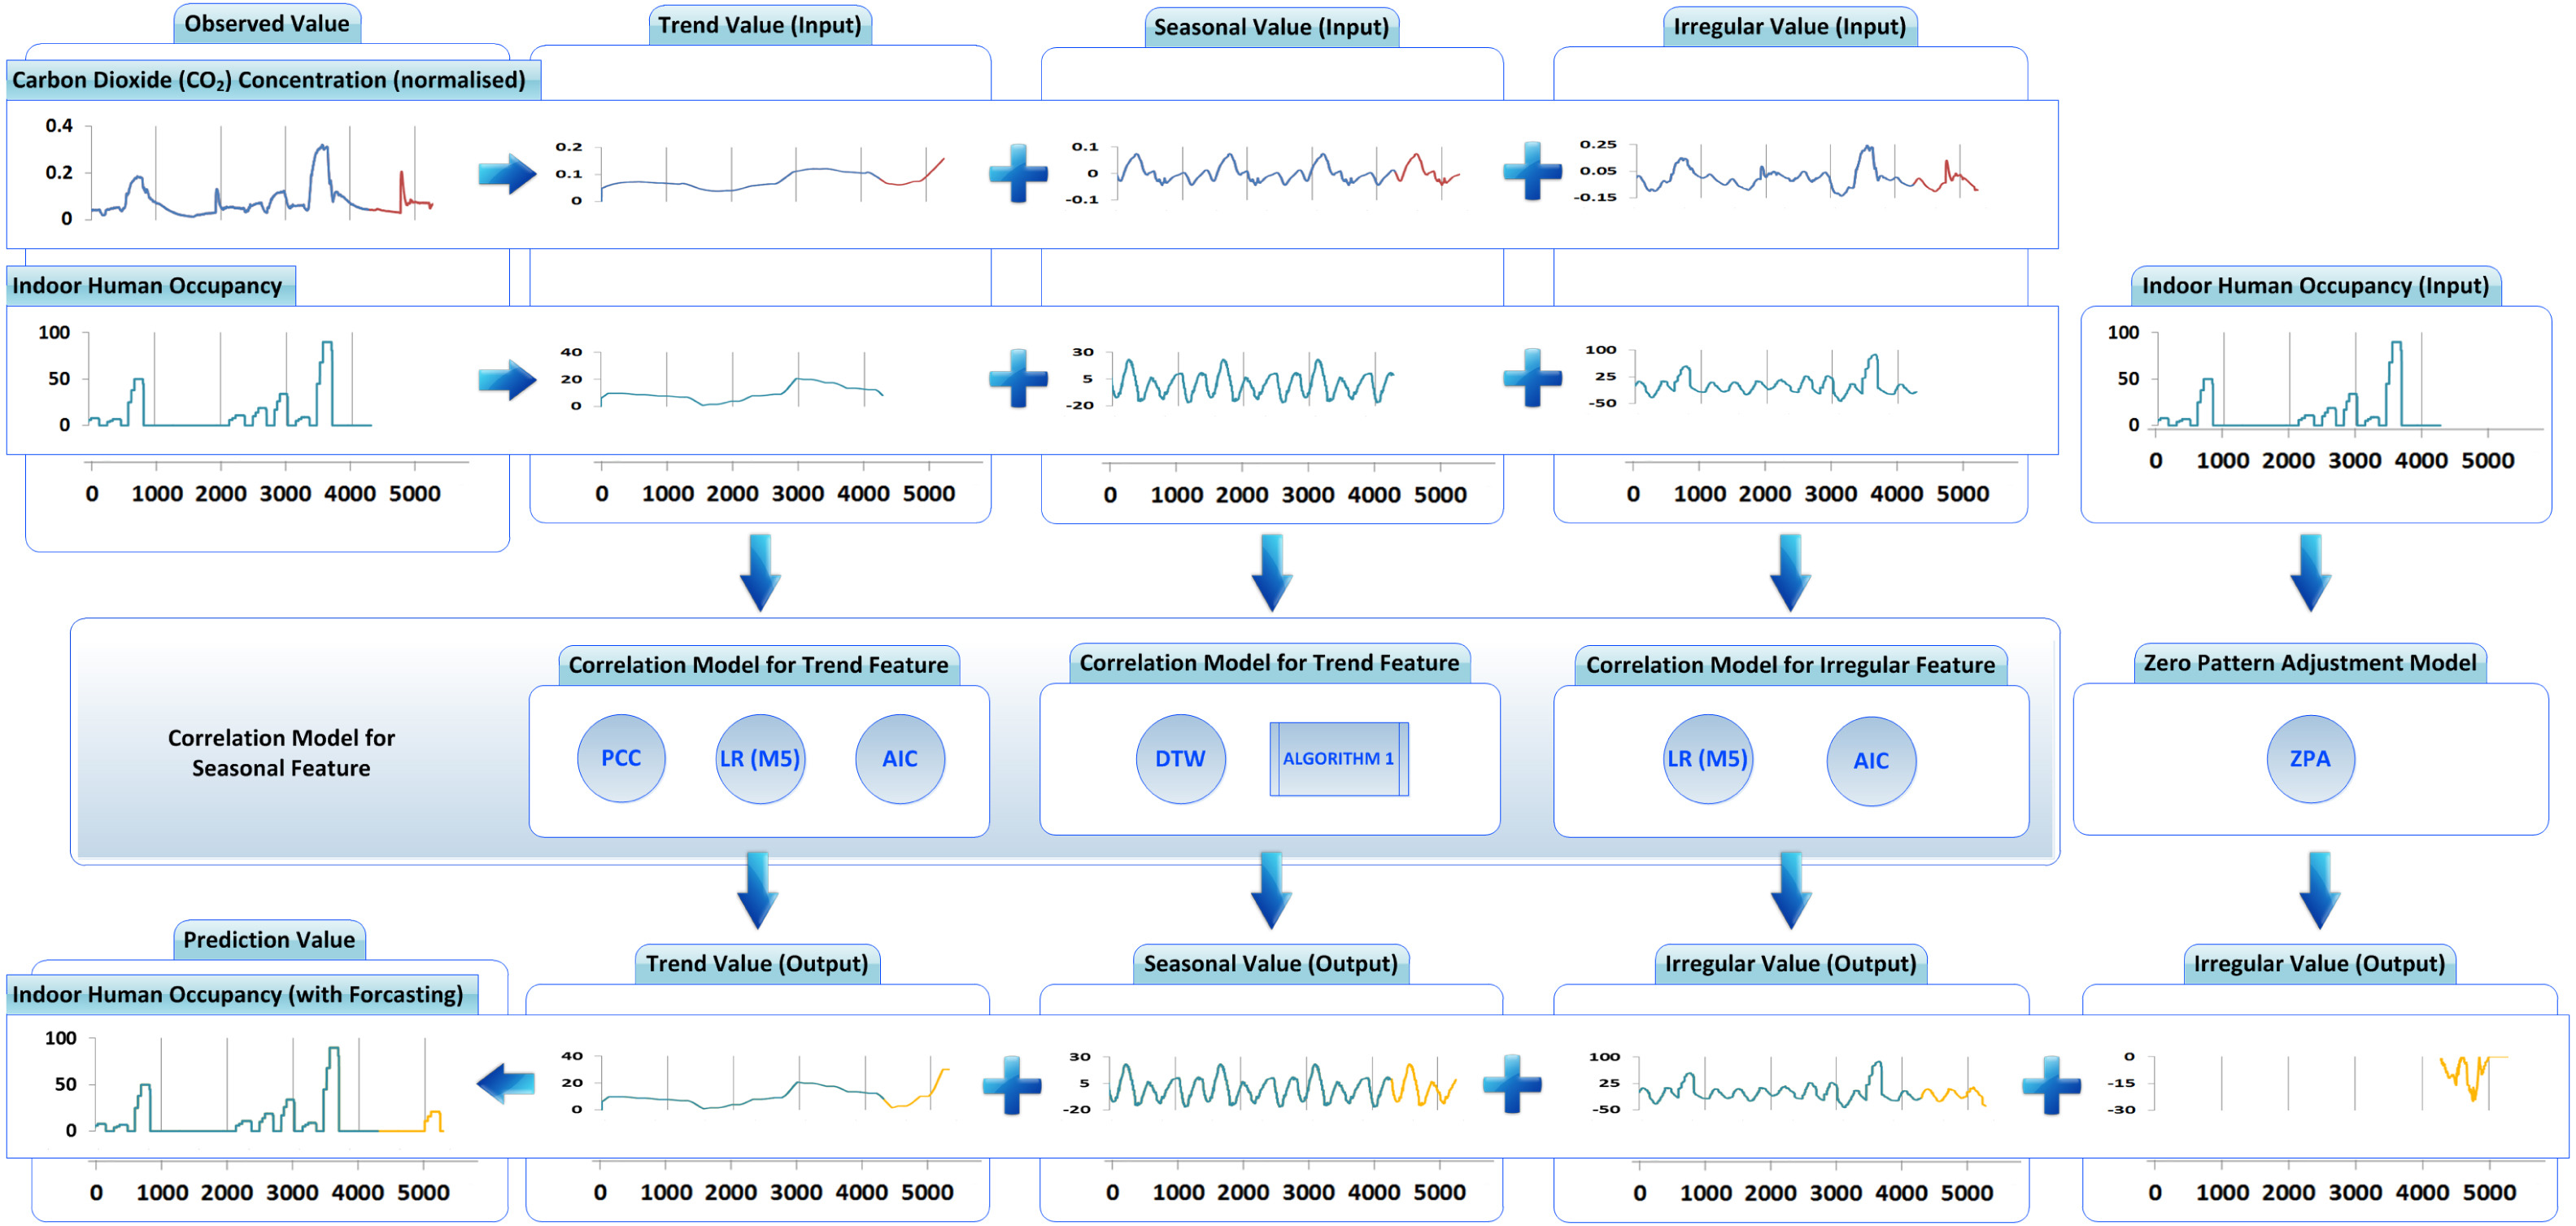 Observed Value
Trend Value (Input)
Seasonal Value (Input)
Irregular Value (Input)
Carbon Dioxide (CO₂) Concentration (normalised)
0.4
0.2
0
0.2
0.1
0
0.1
0
-0.1
0.25
0.05
-0.15
Indoor Human Occupancy
Indoor Human Occupancy (Input)
100
50
0
40
20
0
30
5
-20
100
25
-50
100
50
0
0 1000 2000 3000 4000 5000
0 1000 2000 3000 4000 5000
0 1000 2000 3000 4000 5000
0 1000 2000 3000 4000 5000
0 1000 2000 3000 4000 5000
Correlation Model for
Seasonal Feature
Correlation Model for Trend Feature
PCC
LR (M5)
AIC
Correlation Model for Trend Feature
DTW
ALGORITHM 1
Correlation Model for Irregular Feature
LR (M5)
AIC
Zero Pattern Adjustment Model
ZPA
Prediction Value
Trend Value (Output)
Seasonal Value (Output)
Irregular Value (Output)
Irregular Value (Output)
Indoor Human Occupancy (with Forcasting)
100
50
0
40
20
0
30
5
-20
100
25
-50
0
-15
-30
0 1000 2000 3000 4000 5000
0 1000 2000 3000 4000 5000
0 1000 2000 3000 4000 5000
0 1000 2000 3000 4000 5000
0 1000 2000 3000 4000 5000